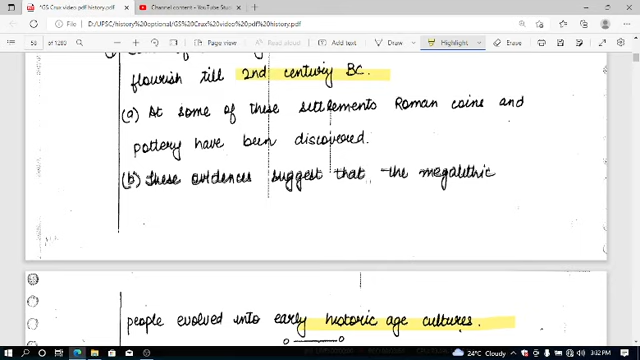 *GS Crux video pdf history.pdf
Channel content - YouTube Stud
D:/UPSC/history%20optional/GS%20Crux%20video%20pdf%20history.pdf
58 of 1280
Page view
Read aloud
Add text
Draw
Highlight
Erase
flourish till 2nd century BC.
(a) At some of these settlements Roman coins and
pottery have been discovered.
(b) These evidences suggest that the megalithic
people evolved into early historic age cultures.
24°C Cloudy
ENG
3:32 PM